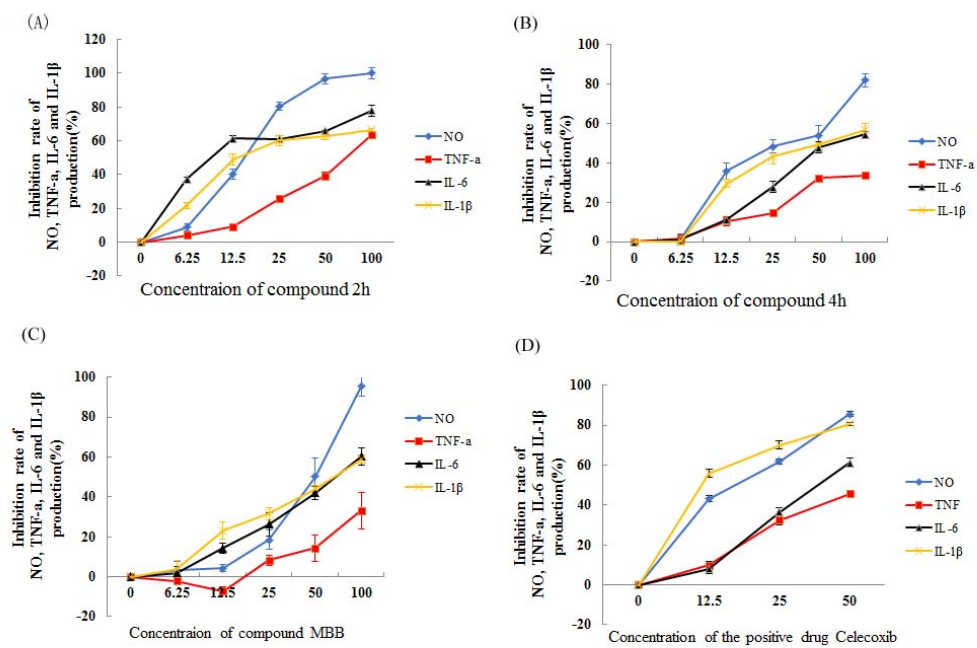 (A)
120
100
80
60
40
20
0
-20
Inhibition rate of
NO, TNF-a, IL-6 and IL-1β
production(%)
0 6.25 12.5 25 50 100
Concentraion of compound 2h
NO
TNF-a
IL-6
IL-1β
(B)
100
80
60
40
20
0
-20
Inhibition rate of
NO, TNF-a, IL-6 and IL-1β
production(%)
0 6.25 12.5 25 50 100
Concentraion of compound 4h
NO
TNF-a
IL-6
IL-1β
(C)
100
80
60
40
20
0
-20
Inhibition rate of
NO, TNF-a, IL-6 and IL-1β
production(%)
0 6.25 12.5 25 50 100
Concentraion of compound MBB
NO
TNF-a
IL-6
IL-1β
(D)
100
80
60
40
20
0
-20
Inhibition rate of
NO, TNF-a, IL-6 and IL-1β
production(%)
0 12.5 25 50
Concentration of the positive drug Celecoxib
NO
TNF
IL-6
IL-1β